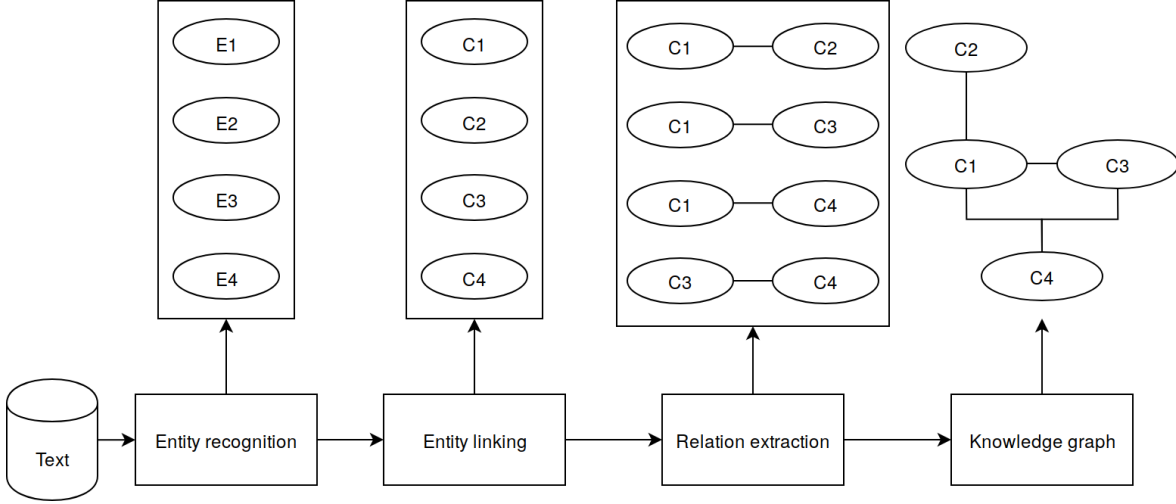 E1
E2
E3
E4
C1
C2
C3
C4
C1 C2
C1 C3
C1 C4
C3 C4
C2
C1 C3
C4
Text
Entity recognition
Entity linking
Relation extraction
Knowledge graph